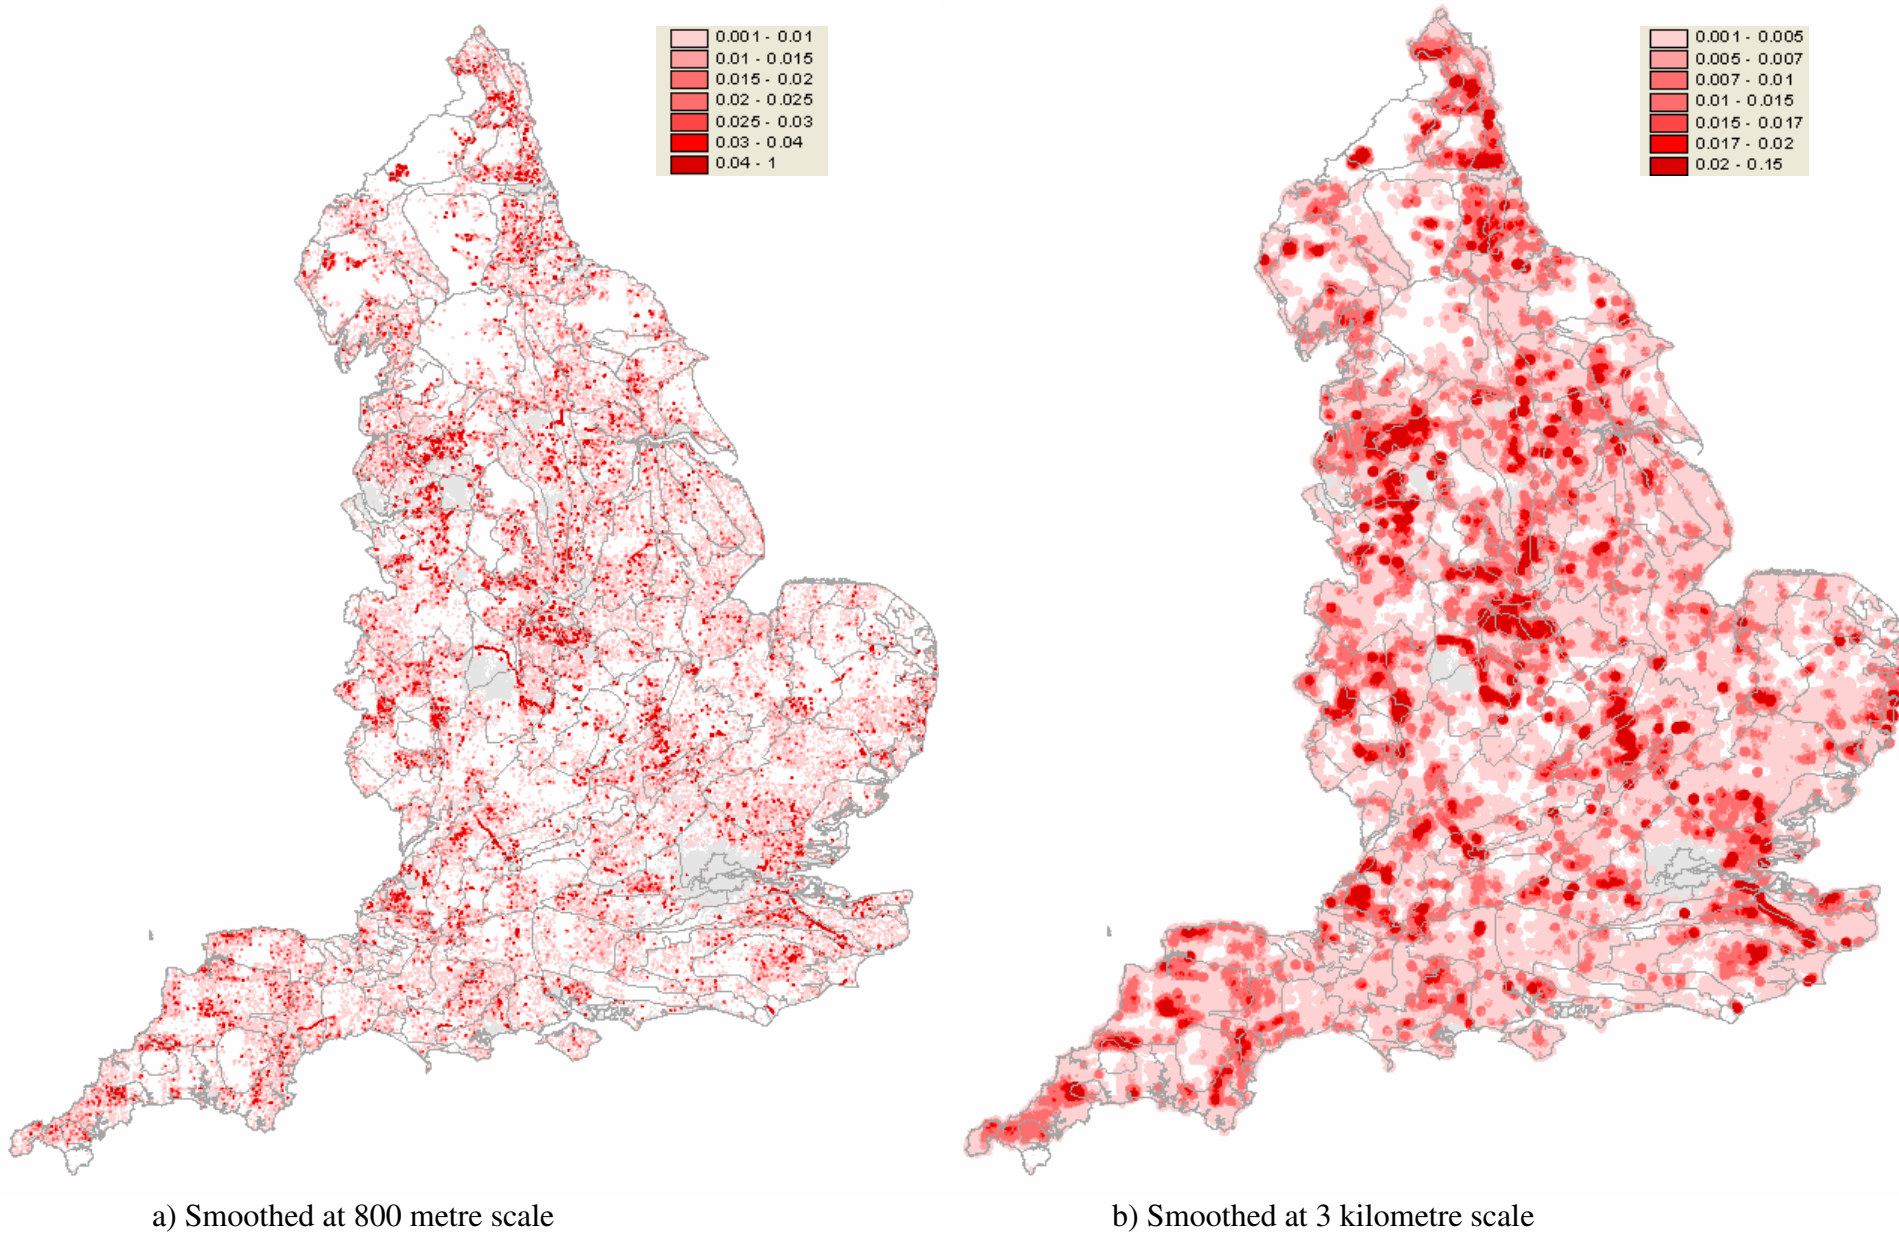 0.001 - 0.01
0.01 - 0.015
0.015 - 0.02
0.02 - 0.025
0.025 - 0.03
0.03 - 0.04
0.04 - 1
0.001 - 0.005
0.005 - 0.007
0.007 - 0.01
0.01 - 0.015
0.015 - 0.017
0.017 - 0.02
0.02 - 0.15
a) Smoothed at 800 metre scale
b) Smoothed at 3 kilometre scale